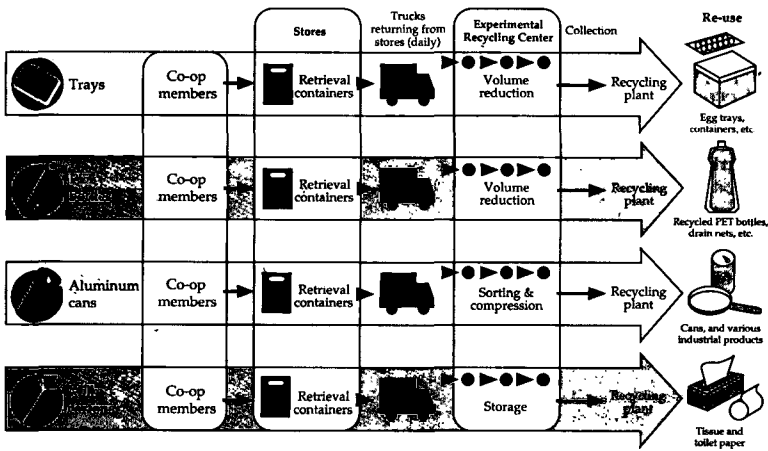 Stores
Trucks
returning from
stores (daily)
Experimental
Recycling Center
Collection
Re-use
Trays
Co-op
members
Retrieval
containers
Volume
reduction
Recycling
plant
Egg trays,
containers, etc.
Co-op
members
Retrieval
containers
Volume
reduction
Recycling
plant
Recycled PET bottles,
drain nets, etc.
Aluminum
cans
Co-op
members
Retrieval
containers
Sorting &
compression
Recycling
plant
Cans, and various
industrial products
Co-op
members
Retrieval
containers
Storage
Recycling
plant
Tissue and
toilet paper